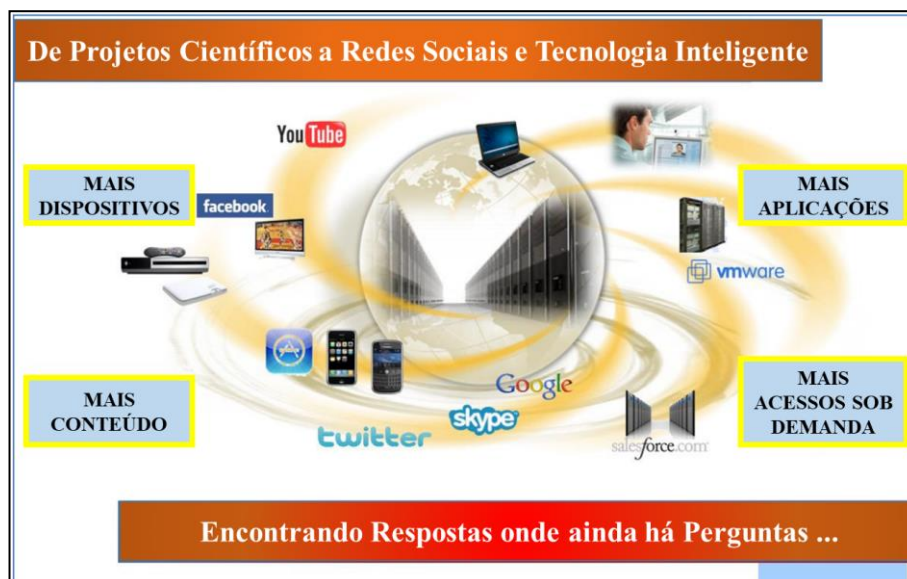 De Projetos Científicos a Redes Sociais e Tecnologia Inteligente
YouTube
MAIS
DISPOSITIVOS
facebook
MAIS
APLICAÇÕES
vmware
MAIS
CONTEÚDO
twitter
skype
Google
salesforce.com
MAIS
ACESSOS SOB
DEMANDA
Encontrando Respostas onde ainda há Perguntas ...